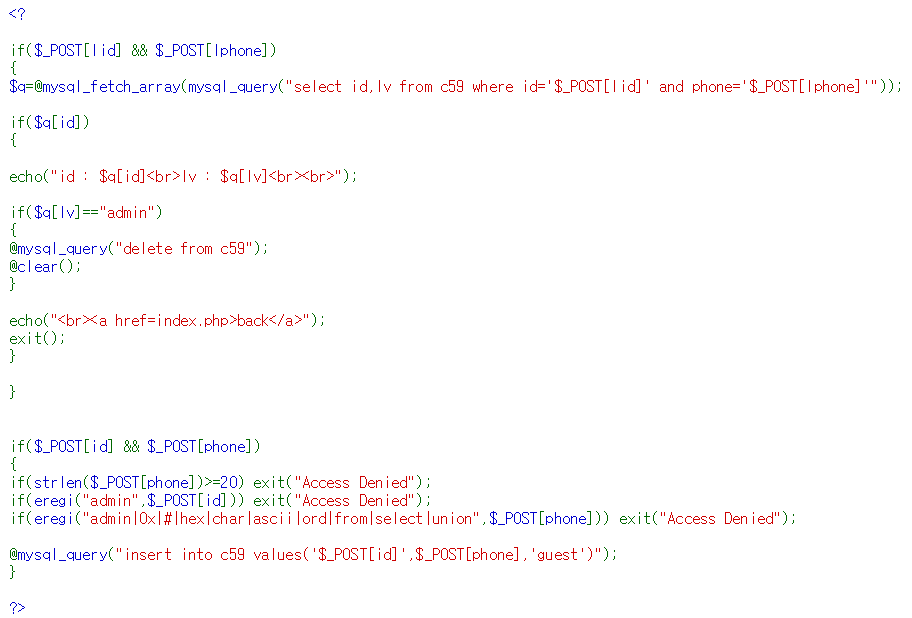 <?
if($_POST[lid] && $_POST[lphone])
{
$q=@mysql_fetch_array(mysql_query("select id,lv from c59 where id='$_POST[lid]' and phone='$_POST[lphone]'"));
if($q[id])
{
echo("id : $q[id]<br>lv : $q[lv]<br><br>");
if($q[lv]=="admin")
{
@mysql_query("delete from c59");
@clear();
}
echo("<br><a href=index.php>back</a>");
exit();
}
}
if($_POST[id] && $_POST[phone])
{
if(strlen($_POST[phone])>=20) exit("Access Denied");
if(eregi("admin",$_POST[id])) exit("Access Denied");
if(eregi("admin|0x|#|hex|char|ascii|ord|from|select|union",$_POST[phone])) exit("Access Denied");
@mysql_query("insert into c59 values('$_POST[id]',$_POST[phone],'guest')");
}
?>